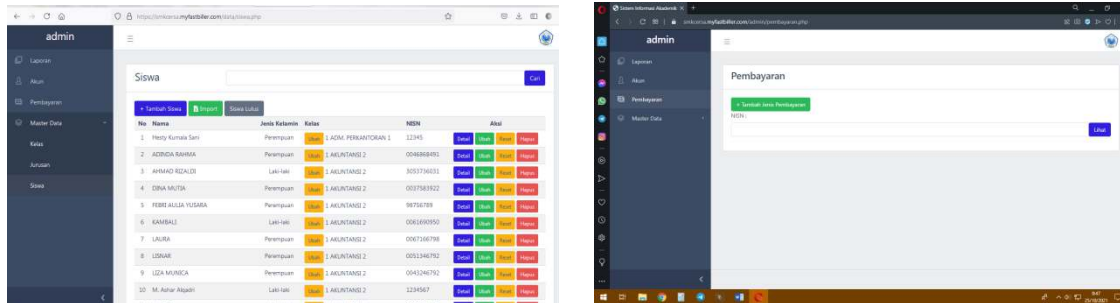 admin
Laporan
Akun
Pembayaran
Master Data
Kelas
Jurusan
Siswa
Siswa
Cari
+ Tambah Siswa Import Siswa Lulus
No Nama Jenis Kelamin Kelas NISN Aksi
1 Hesty Kumala Sari Perempuan Ubah 1 ADM. PERKANTORAN 1 12345 Detail Ubah Reset Hapus
2 ADINDA RAHMA Perempuan Ubah 1 AKUNTANSI 2 0046868491 Detail Ubah Reset Hapus
3 AHMAD RIZALDI Laki-laki Ubah 1 AKUNTANSI 2 3053736031 Detail Ubah Reset Hapus
4 DINA MUTIA Perempuan Ubah 1 AKUNTANSI 2 0037583922 Detail Ubah Reset Hapus
5 FEBRI AULIA YUSARA Perempuan Ubah 1 AKUNTANSI 2 98756789 Detail Ubah Reset Hapus
6 KAMBALI Laki-laki Ubah 1 AKUNTANSI 2 0061690950 Detail Ubah Reset Hapus
7 LAURA Perempuan Ubah 1 AKUNTANSI 2 0067166798 Detail Ubah Reset Hapus
8 LISNAR Perempuan Ubah 1 AKUNTANSI 2 0051346792 Detail Ubah Reset Hapus
9 LIZA MUNICA Perempuan Ubah 1 AKUNTANSI 2 0043246792 Detail Ubah Reset Hapus
10 M. Azhar Alqadri Laki-laki Ubah 1 AKUNTANSI 2 1234567 Detail Ubah Reset Hapus
Sistem Informasi Akademik
admin
Laporan
Akun
Pembayaran
Master Data
Pembayaran
+ Tambah Jenis Pembayaran
NISN :
Lihat